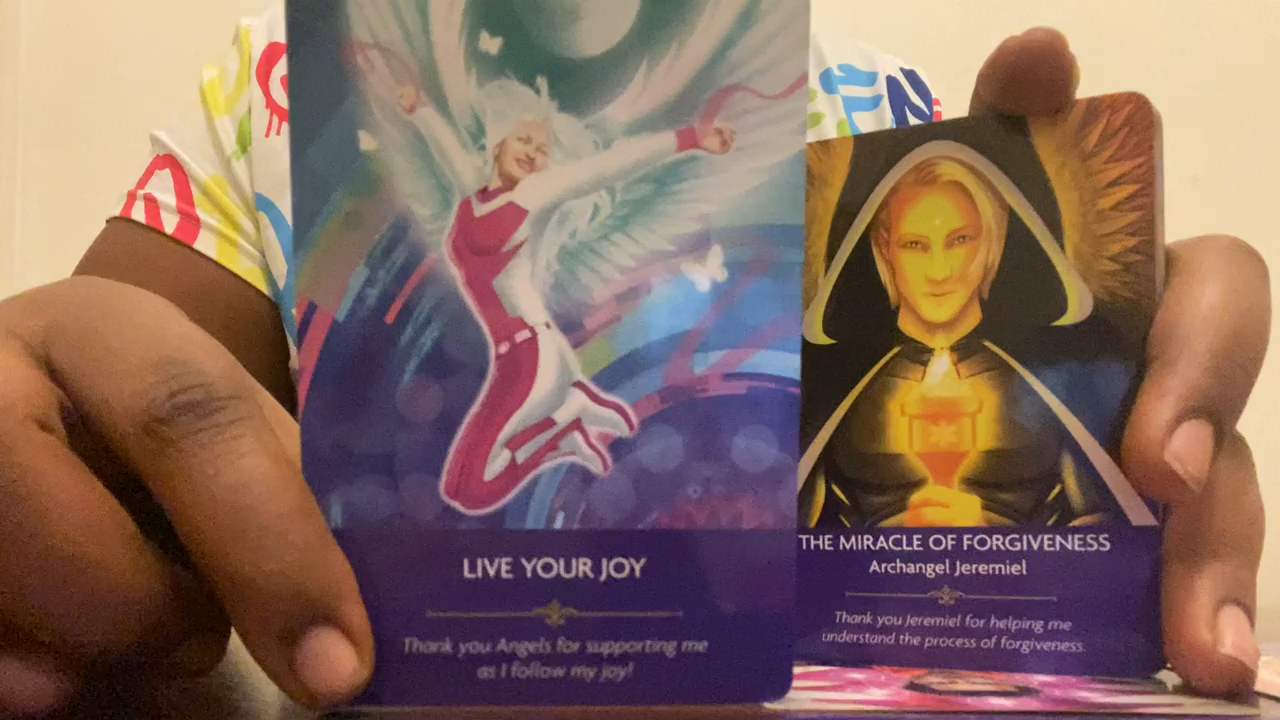 LIVE YOUR JOY
Thank you Angels for supporting me
as I follow my joy!
THE MIRACLE OF FORGIVENESS
Archangel Jeremiel
Thank you Jeremiel for helping me
understand the process of forgiveness.